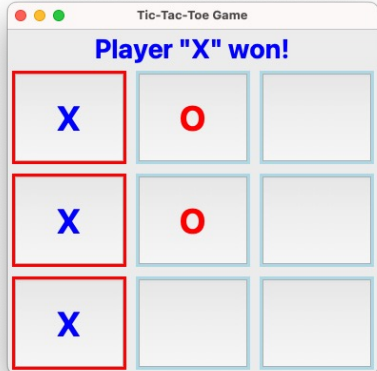 Tic-Tac-Toe Game
Player "X" won!
X O
X O
X